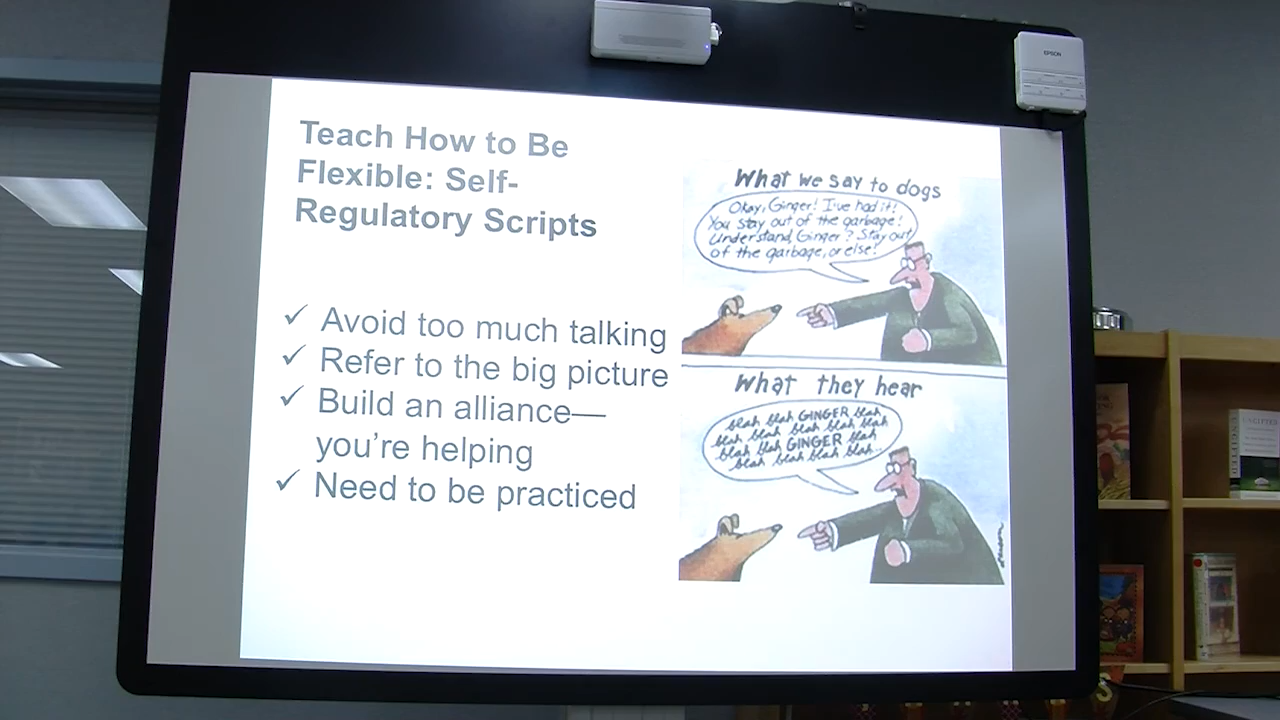 EPSON
Teach How to Be
Flexible: Self-
Regulatory Scripts
✓ Avoid too much talking
✓ Refer to the big picture
✓ Build an alliance—
you're helping
✓ Need to be practiced
What we say to dogs
Okay, Ginger! I've had it!
You stay out of the garbage!
Understand, Ginger? Stay out
of the garbage, or else!
What they hear
blah blah GINGER blah
blah blah blah blah blah
blah blah GINGER blah
blah blah blah blah...
UNGIFTED